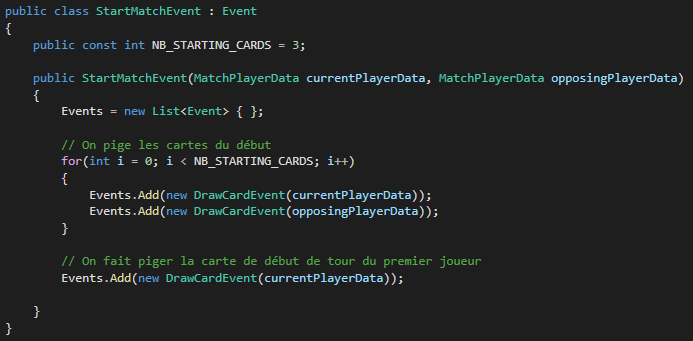 public class StartMatchEvent : Event
{
    public const int NB_STARTING_CARDS = 3;
    public StartMatchEvent(MatchPlayerData currentPlayerData, MatchPlayerData opposingPlayerData)
    {
        Events = new List<Event> { };
        // On pige les cartes du début
        for(int i = 0; i < NB_STARTING_CARDS; i++)
        {
            Events.Add(new DrawCardEvent(currentPlayerData));
            Events.Add(new DrawCardEvent(opposingPlayerData));
        }
        // On fait piger la carte de début de tour du premier joueur
        Events.Add(new DrawCardEvent(currentPlayerData));
    }
}